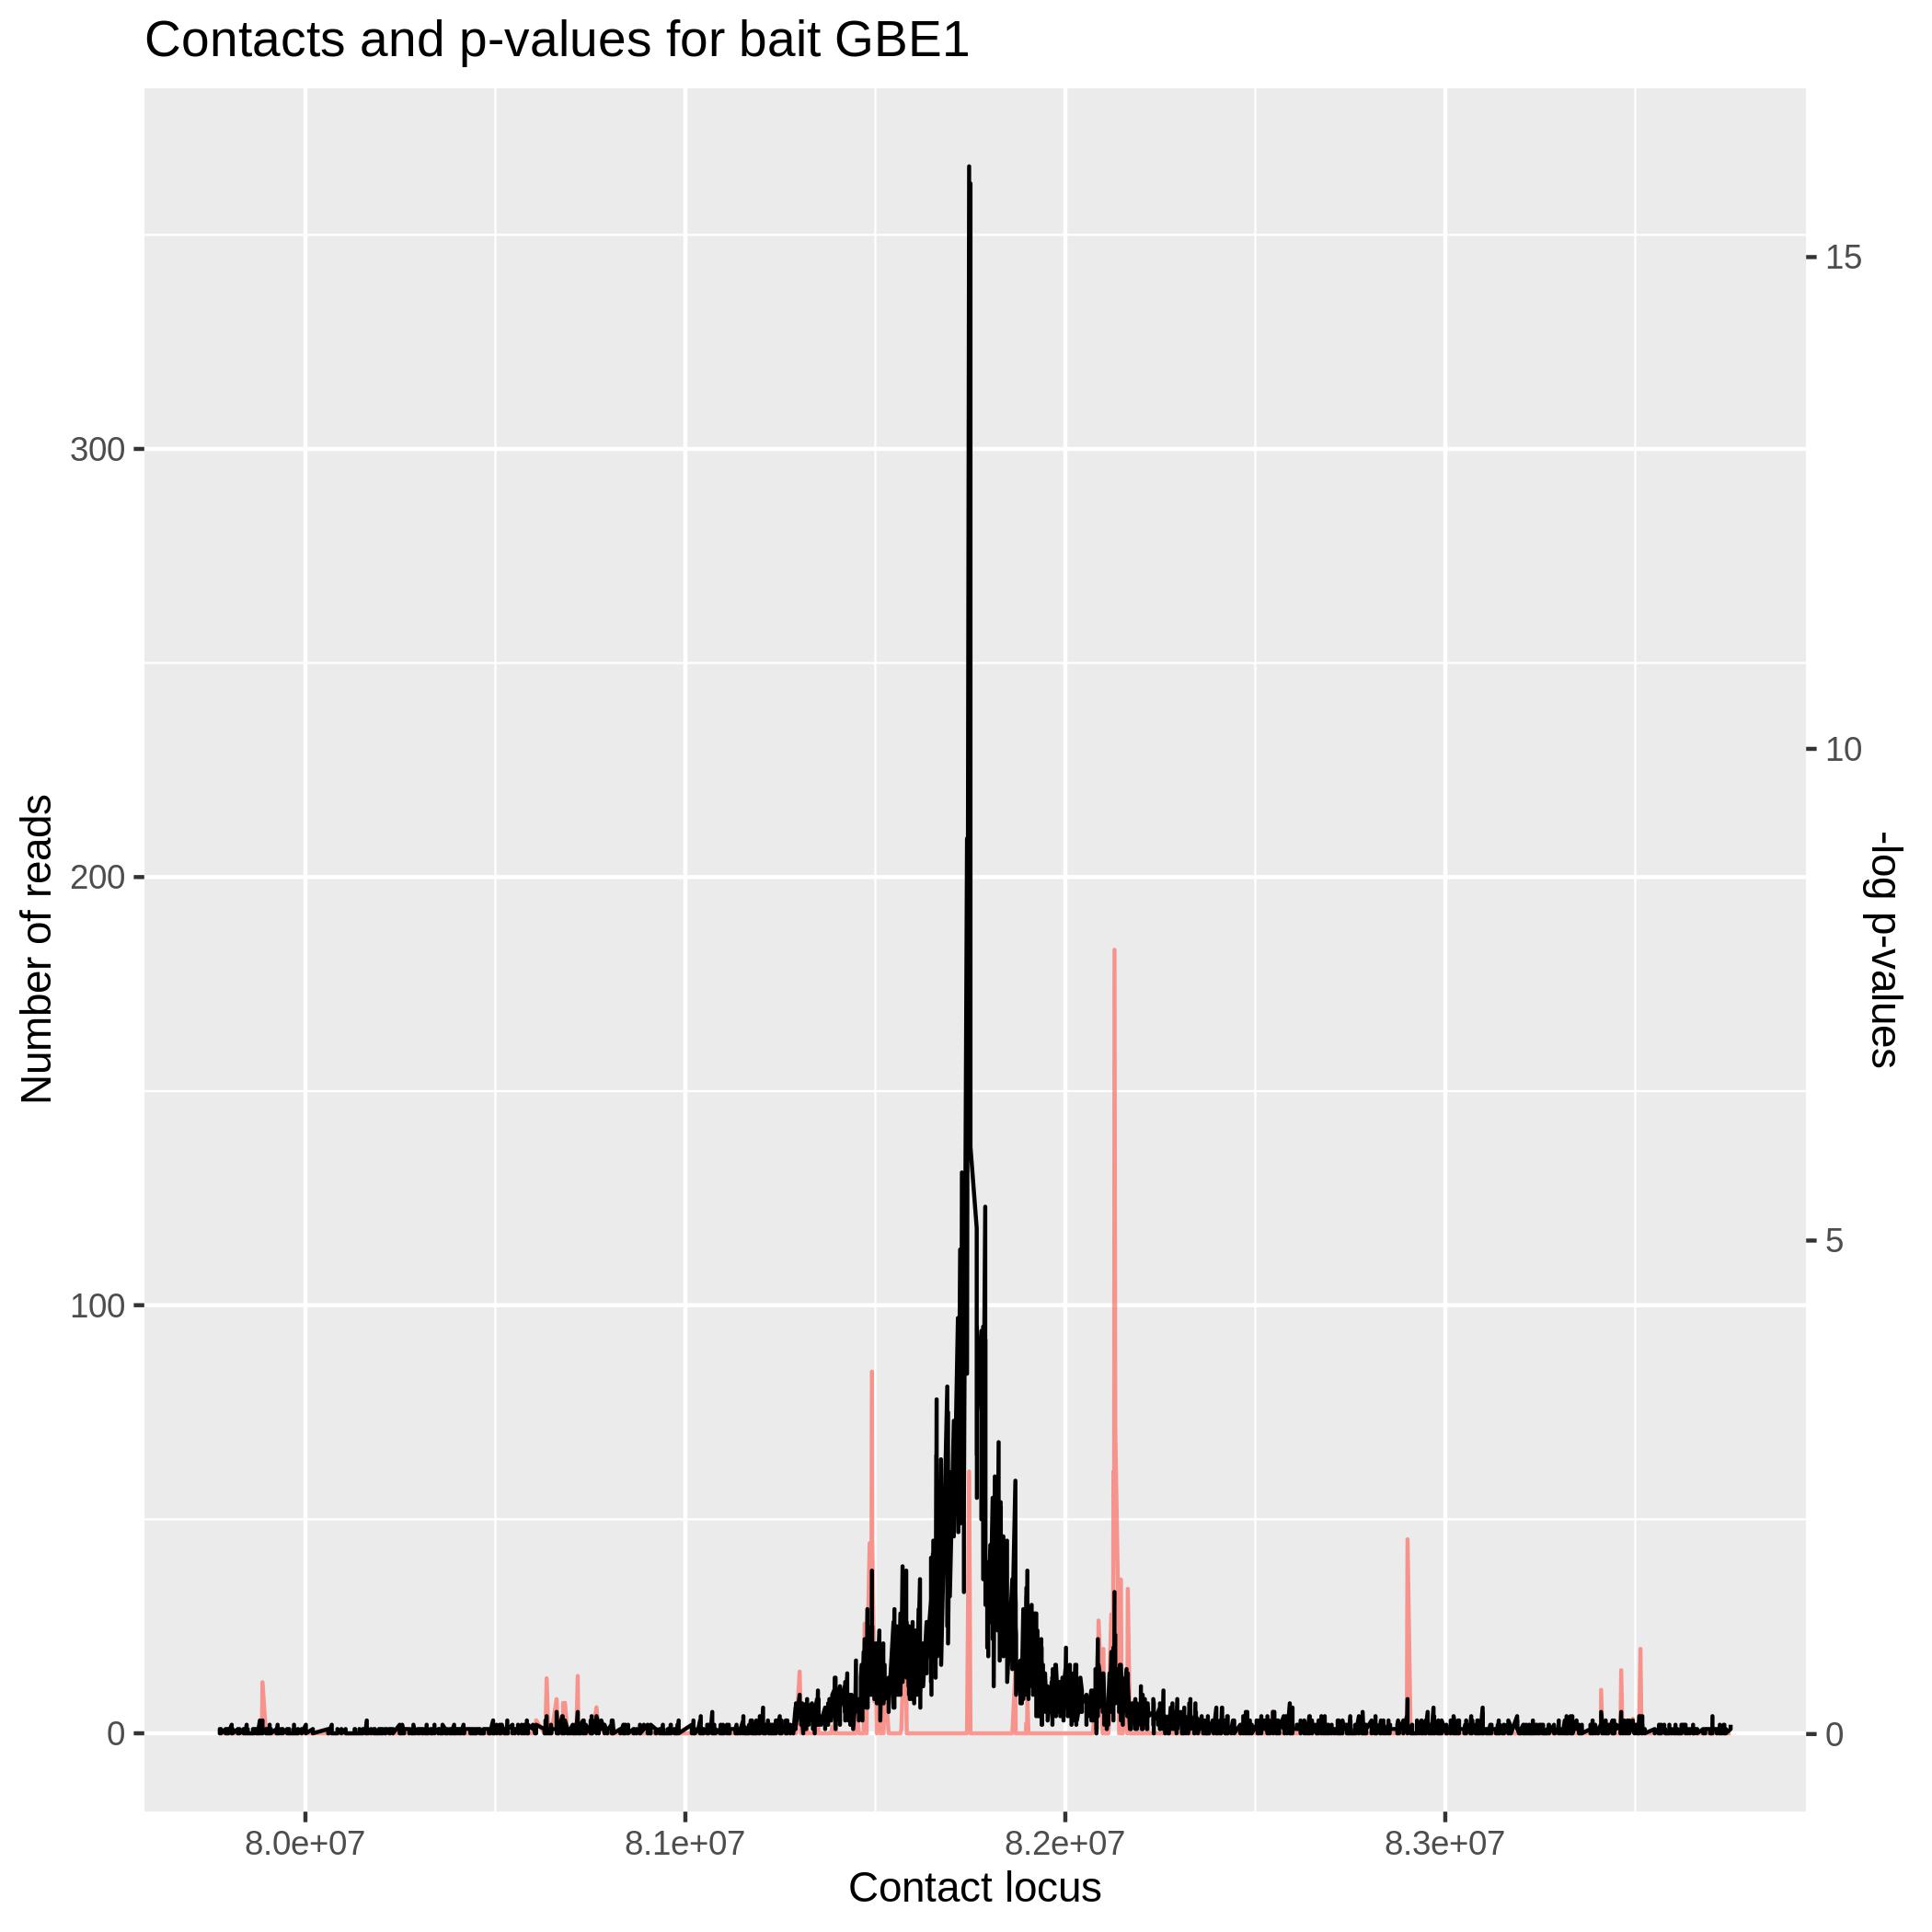 Contacts and p-values for bait GBE1
Number of reads
300
200
100
0
15
10
5
0
-log p-values
8.0e+07
8.1e+07
8.2e+07
8.3e+07
Contact locus